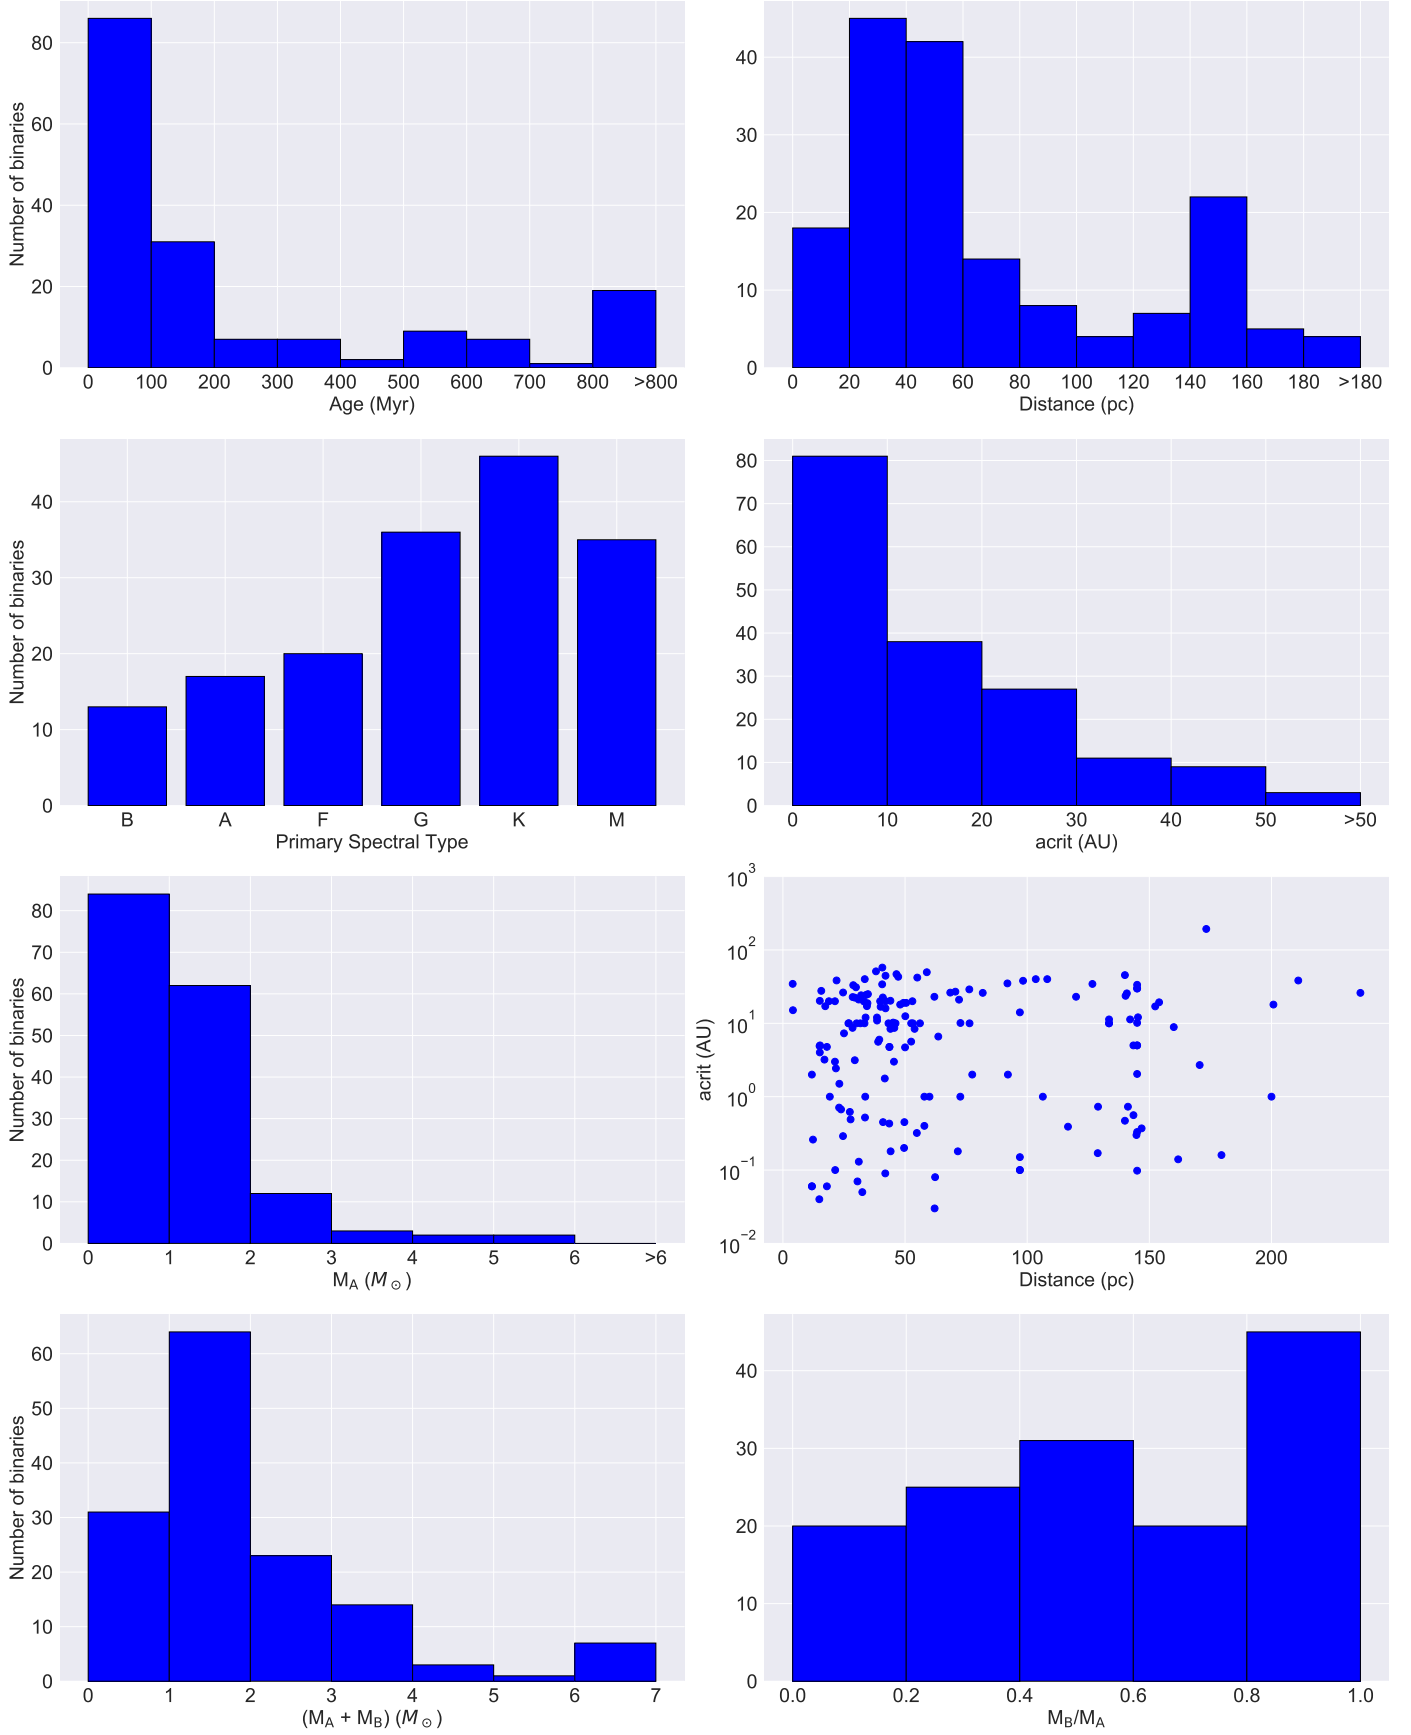 80
60
40
20
0
Number of binaries
0 100 200 300 400 500 600 700 800 >800
Age (Myr)
40
30
20
10
0
0 20 40 60 80 100 120 140 160 180 >180
Distance (pc)
40
30
20
10
0
Number of binaries
B A F G K M
Primary Spectral Type
80
70
60
50
40
30
20
10
0
0 10 20 30 40 50 >50
acrit (AU)
80
70
60
50
40
30
20
10
0
Number of binaries
0 1 2 3 4 5 6 >6
M_A (M_⊙)
10^3
10^2
10^1
10^0
10^−1
10^−2
acrit (AU)
0 50 100 150 200
Distance (pc)
60
50
40
30
20
10
0
Number of binaries
0 1 2 3 4 5 6 7
(M_A + M_B) (M_⊙)
40
30
20
10
0
0.0 0.2 0.4 0.6 0.8 1.0
M_B/M_A